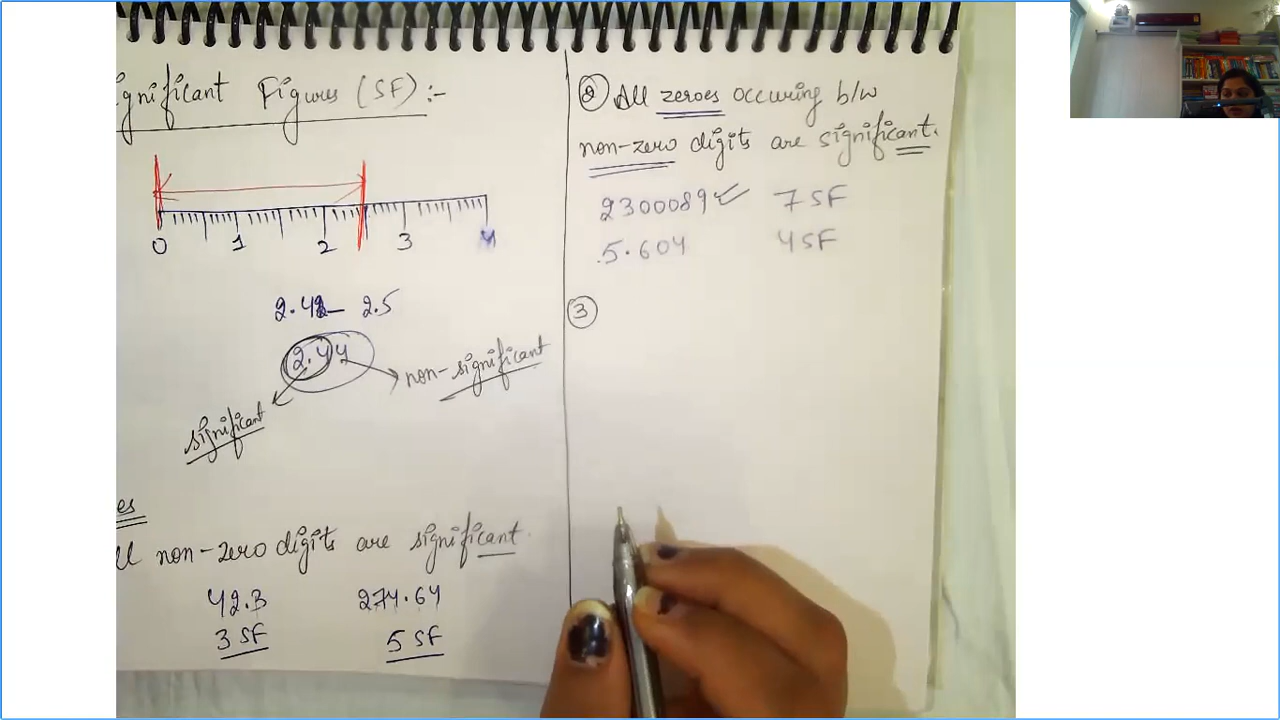 ignificant Figures (SF) :-
0 1 2 3 4
2.42 - 2.5
2.44
non-significant
significant
es
ll non-zero digits are significant.
42.3 274.64
3 SF 5 SF
② All zeroes occuring b/w
non-zero digits are significant.
2300089 7 SF
5.604 4 SF
③